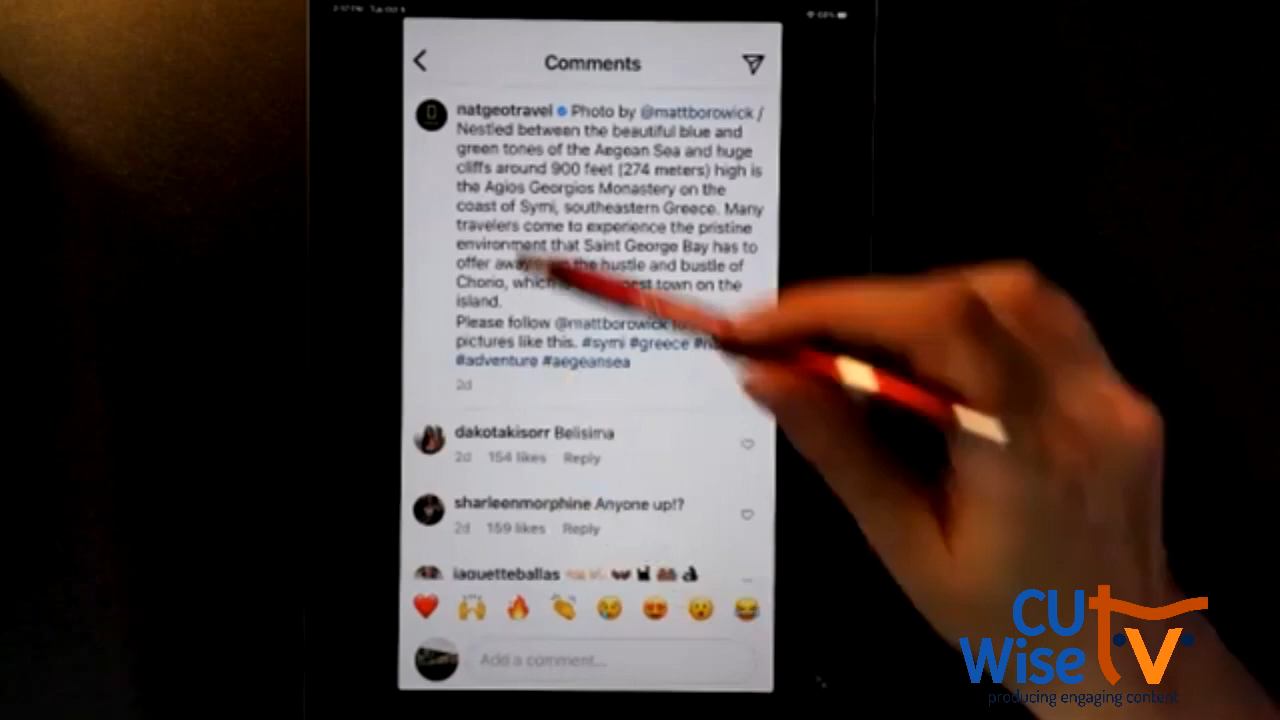 Comments
natgeotravel Photo by @mattborowick /
Nestled between the beautiful blue and
green tones of the Aegean Sea and huge
cliffs around 900 feet (274 meters) high is
the Agios Georgios Monastery on the
coast of Symi, southeastern Greece. Many
travelers come to experience the pristine
environment that Saint George Bay has to
offer away the hustle and bustle of
Chorio, which town on the
island.
Please follow @mattborowick
pictures like this. #symi #greece
#adventure #aegeansea
2d
dakotakisorr Belisima
2d 154 likes Reply
sharleenmorphine Anyone up!?
2d 159 likes Reply
Add a comment...
CU
Wise tv
producing engaging content